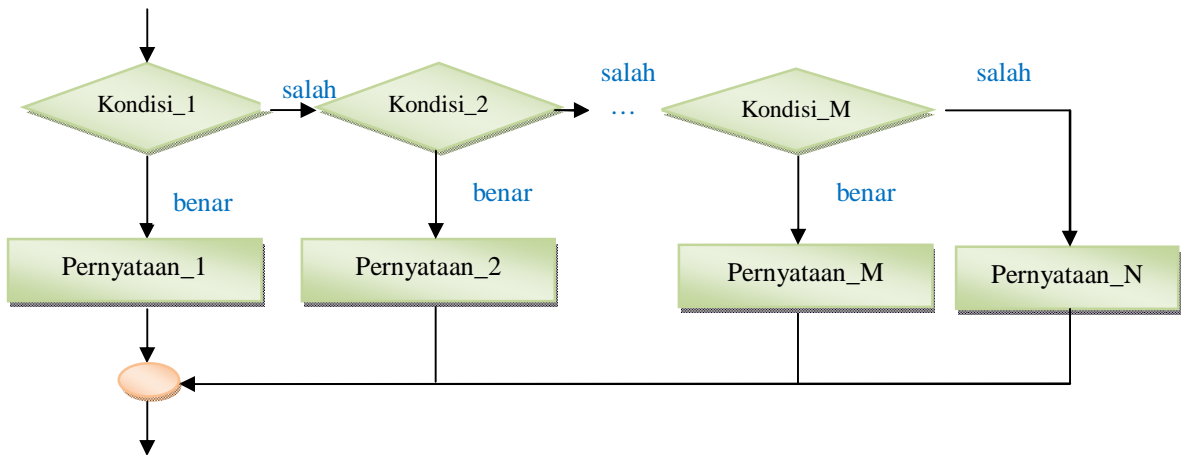 Kondisi_1
salah
Kondisi_2
salah
…
Kondisi_M
salah
benar
benar
benar
Pernyataan_1
Pernyataan_2
Pernyataan_M
Pernyataan_N